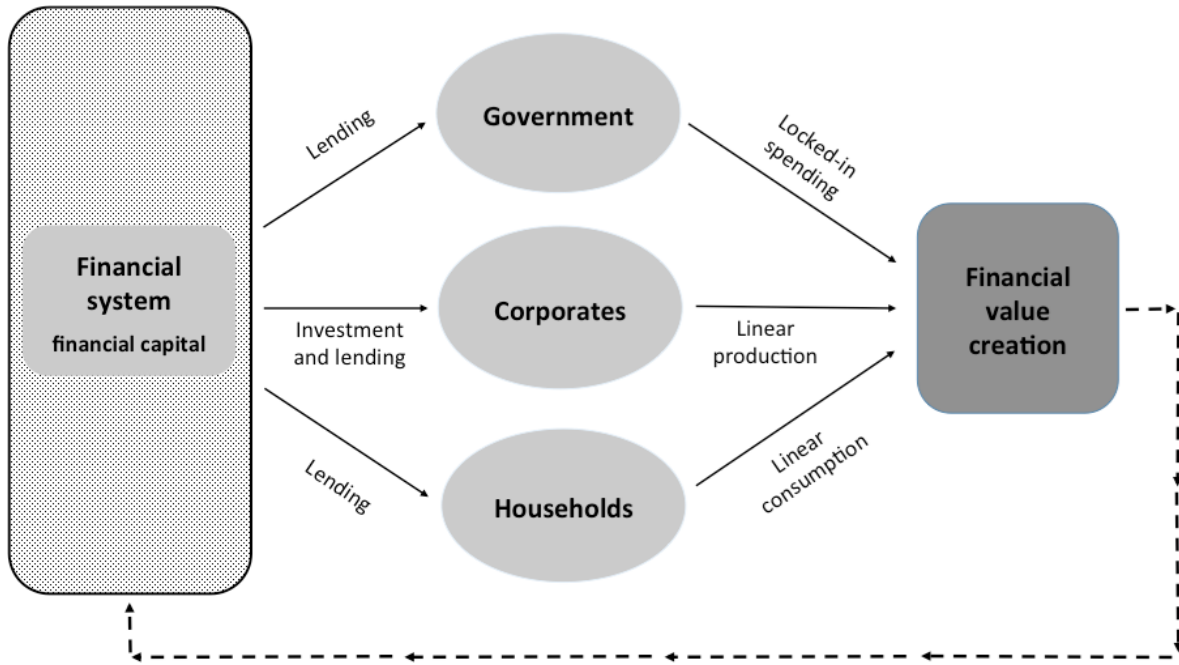 Financial
system
financial capital
Lending
Investment
and lending
Lending
Government
Corporates
Households
Locked-in
spending
Linear
production
Linear
consumption
Financial
value
creation